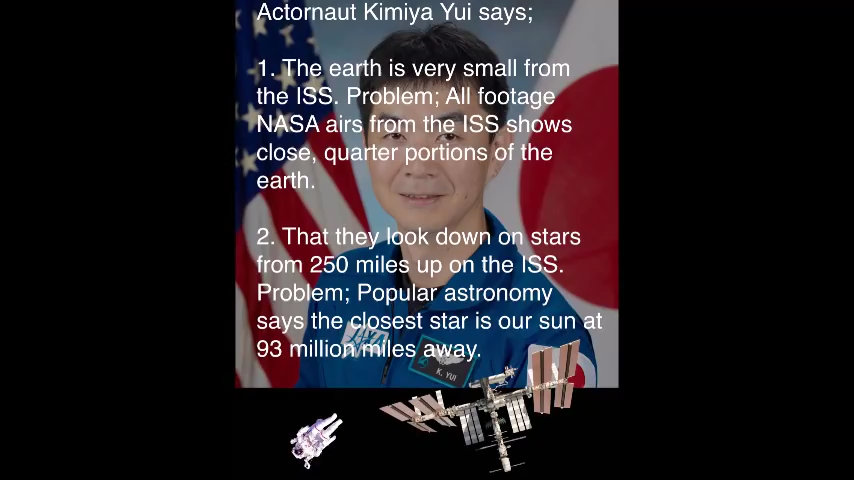 Actornaut Kimiya Yui says;
1. The earth is very small from
the ISS. Problem; All footage
NASA airs from the ISS shows
close, quarter portions of the
earth.
2. That they look down on stars
from 250 miles up on the ISS.
Problem; Popular astronomy
says the closest star is our sun at
93 million miles away.
K. YUI